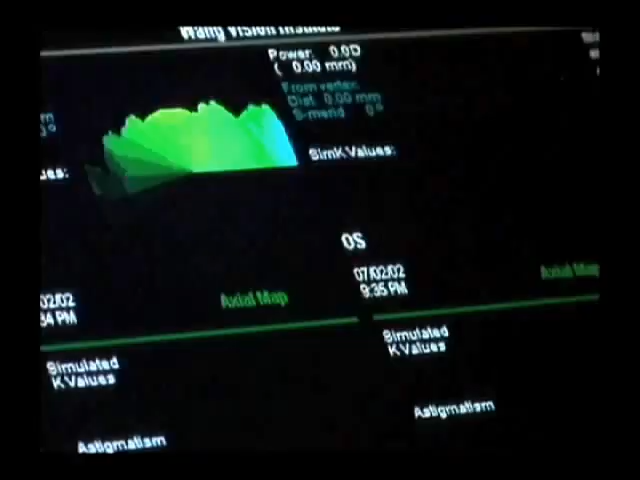 Wang Vision Institute
Power: 0.0D
( 0.00 mm)
From vertex:
Dist 0.00 mm
S-merid 0°
SimK Values:
OS
07/02/02
9:35 PM
Axial Map
Axial Map
Simulated
K Values
Simulated
K Values
Astigmatism
Astigmatism